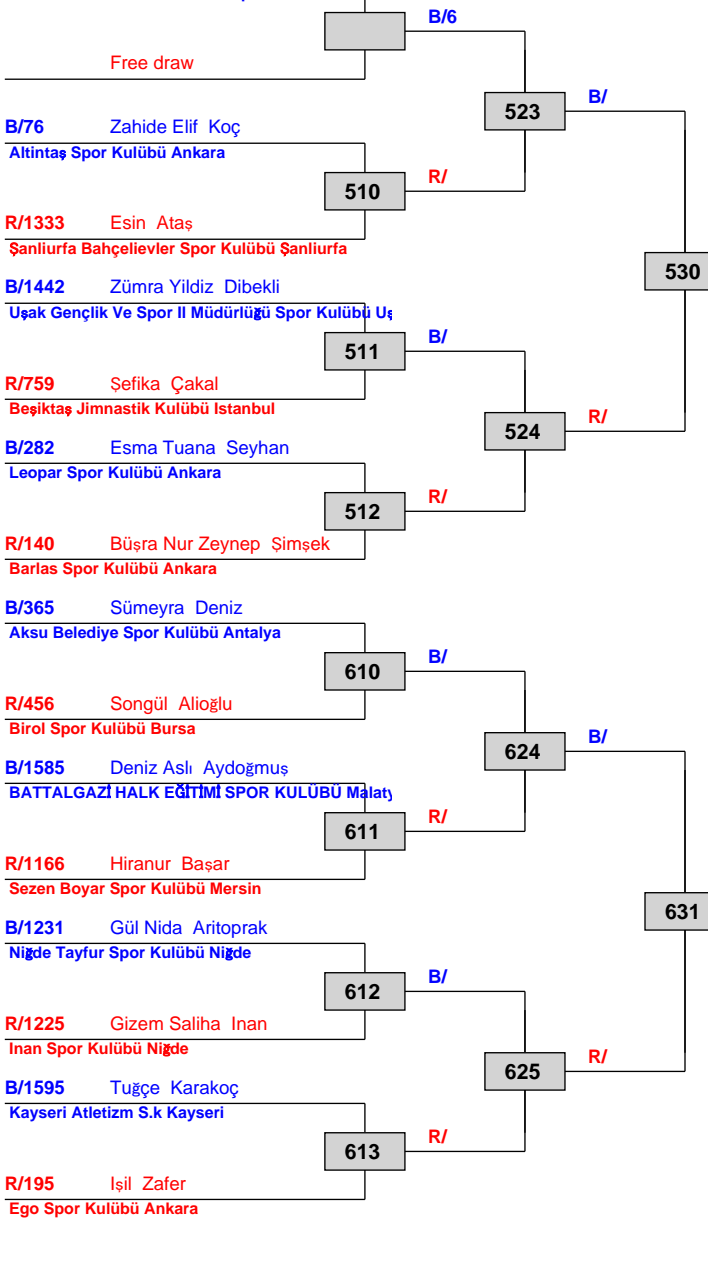 B/6
Free draw
523
B/
B/76 Zahide Elif Koç
Altintaş Spor Kulübü Ankara
510
R/
R/1333 Esin Ataş
Şanliurfa Bahçelievler Spor Kulübü Şanliurfa
530
B/1442 Zümra Yildiz Dibekli
Uşak Gençlik Ve Spor Il Müdürlüğü Spor Kulübü Uş
511
B/
R/759 Şefika Çakal
Beşiktaş Jimnastik Kulübü Istanbul
524
R/
B/282 Esma Tuana Seyhan
Leopar Spor Kulübü Ankara
512
R/
R/140 Büşra Nur Zeynep Şimşek
Barlas Spor Kulübü Ankara
B/365 Sümeyra Deniz
Aksu Belediye Spor Kulübü Antalya
610
B/
R/456 Songül Alioğlu
Birol Spor Kulübü Bursa
624
B/
B/1585 Deniz Aslı Aydoğmuş
BATTALGAZİ HALK EĞİTİMİ SPOR KULÜBÜ Malaty
611
R/
R/1166 Hiranur Başar
Sezen Boyar Spor Kulübü Mersin
631
B/1231 Gül Nida Aritoprak
Niğde Tayfur Spor Kulübü Niğde
612
B/
R/1225 Gizem Saliha Inan
Inan Spor Kulübü Niğde
625
R/
B/1595 Tuğçe Karakoç
Kayseri Atletizm S.k Kayseri
613
R/
R/195 Işil Zafer
Ego Spor Kulübü Ankara